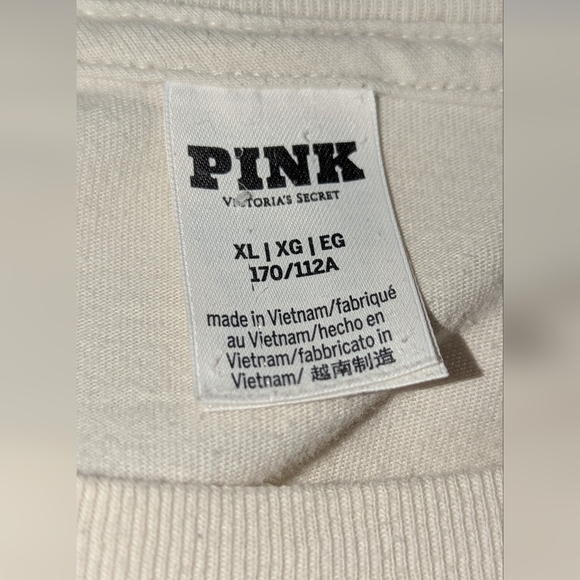 PINK
VICTORIA'S SECRET
XL | XG | EG
170/112A
made in Vietnam/fabriqué
au Vietnam/hecho en
Vietnam/fabbricato in
Vietnam/ 越南制造